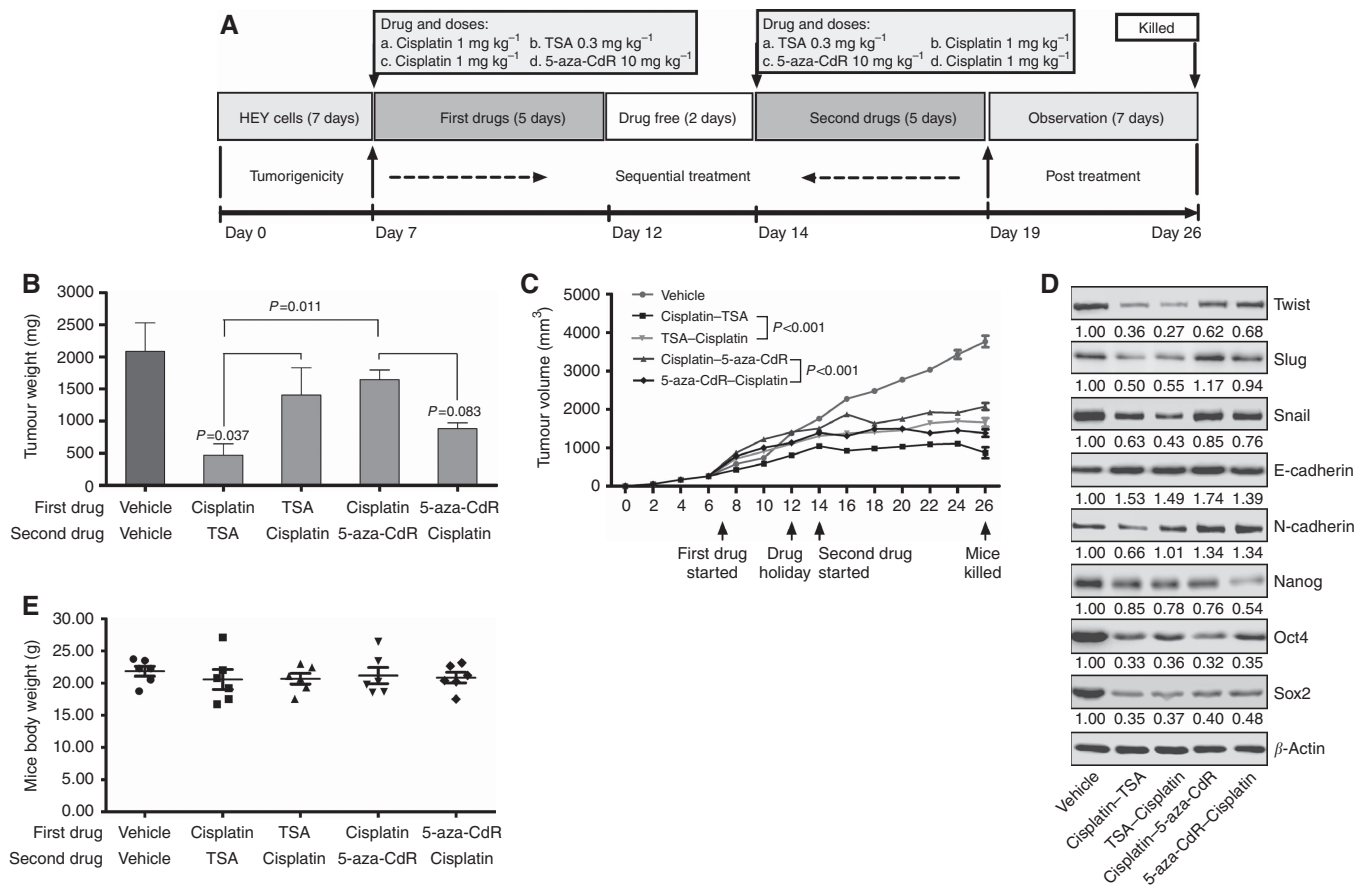 A
Drug and doses:
a. Cisplatin 1 mg kg⁻¹ b. TSA 0.3 mg kg⁻¹
c. Cisplatin 1 mg kg⁻¹ d. 5-aza-CdR 10 mg kg⁻¹
Drug and doses:
a. TSA 0.3 mg kg⁻¹ b. Cisplatin 1 mg kg⁻¹
c. 5-aza-CdR 10 mg kg⁻¹ d. Cisplatin 1 mg kg⁻¹
Killed
HEY cells (7 days) First drugs (5 days) Drug free (2 days) Second drugs (5 days) Observation (7 days)
Tumorigenicity Sequential treatment Post treatment
Day 0 Day 7 Day 12 Day 14 Day 19 Day 26
B
Tumour weight (mg)
3000
2500
2000
1500
1000
500
0
P=0.011
P=0.037
P=0.083
First drug Vehicle Cisplatin TSA Cisplatin 5-aza-CdR
Second drug Vehicle TSA Cisplatin 5-aza-CdR Cisplatin
C
Tumour volume (mm³)
5000
4000
3000
2000
1000
0
Vehicle
Cisplatin–TSA
TSA–Cisplatin
Cisplatin–5-aza-CdR
5-aza-CdR–Cisplatin
P<0.001
P<0.001
0 2 4 6 8 10 12 14 16 18 20 22 24 26
First drug started
Drug holiday
Second drug started
Mice killed
D
Twist
1.00 0.36 0.27 0.62 0.68
Slug
1.00 0.50 0.55 1.17 0.94
Snail
1.00 0.63 0.43 0.85 0.76
E-cadherin
1.00 1.53 1.49 1.74 1.39
N-cadherin
1.00 0.66 1.01 1.34 1.34
Nanog
1.00 0.85 0.78 0.76 0.54
Oct4
1.00 0.33 0.36 0.32 0.35
Sox2
1.00 0.35 0.37 0.40 0.48
β-Actin
Vehicle
Cisplatin–TSA
TSA–Cisplatin
Cisplatin–5-aza-CdR
5-aza-CdR–Cisplatin
E
Mice body weight (g)
30.00
25.00
20.00
15.00
10.00
5.00
0.00
First drug Vehicle Cisplatin TSA Cisplatin 5-aza-CdR
Second drug Vehicle TSA Cisplatin 5-aza-CdR Cisplatin